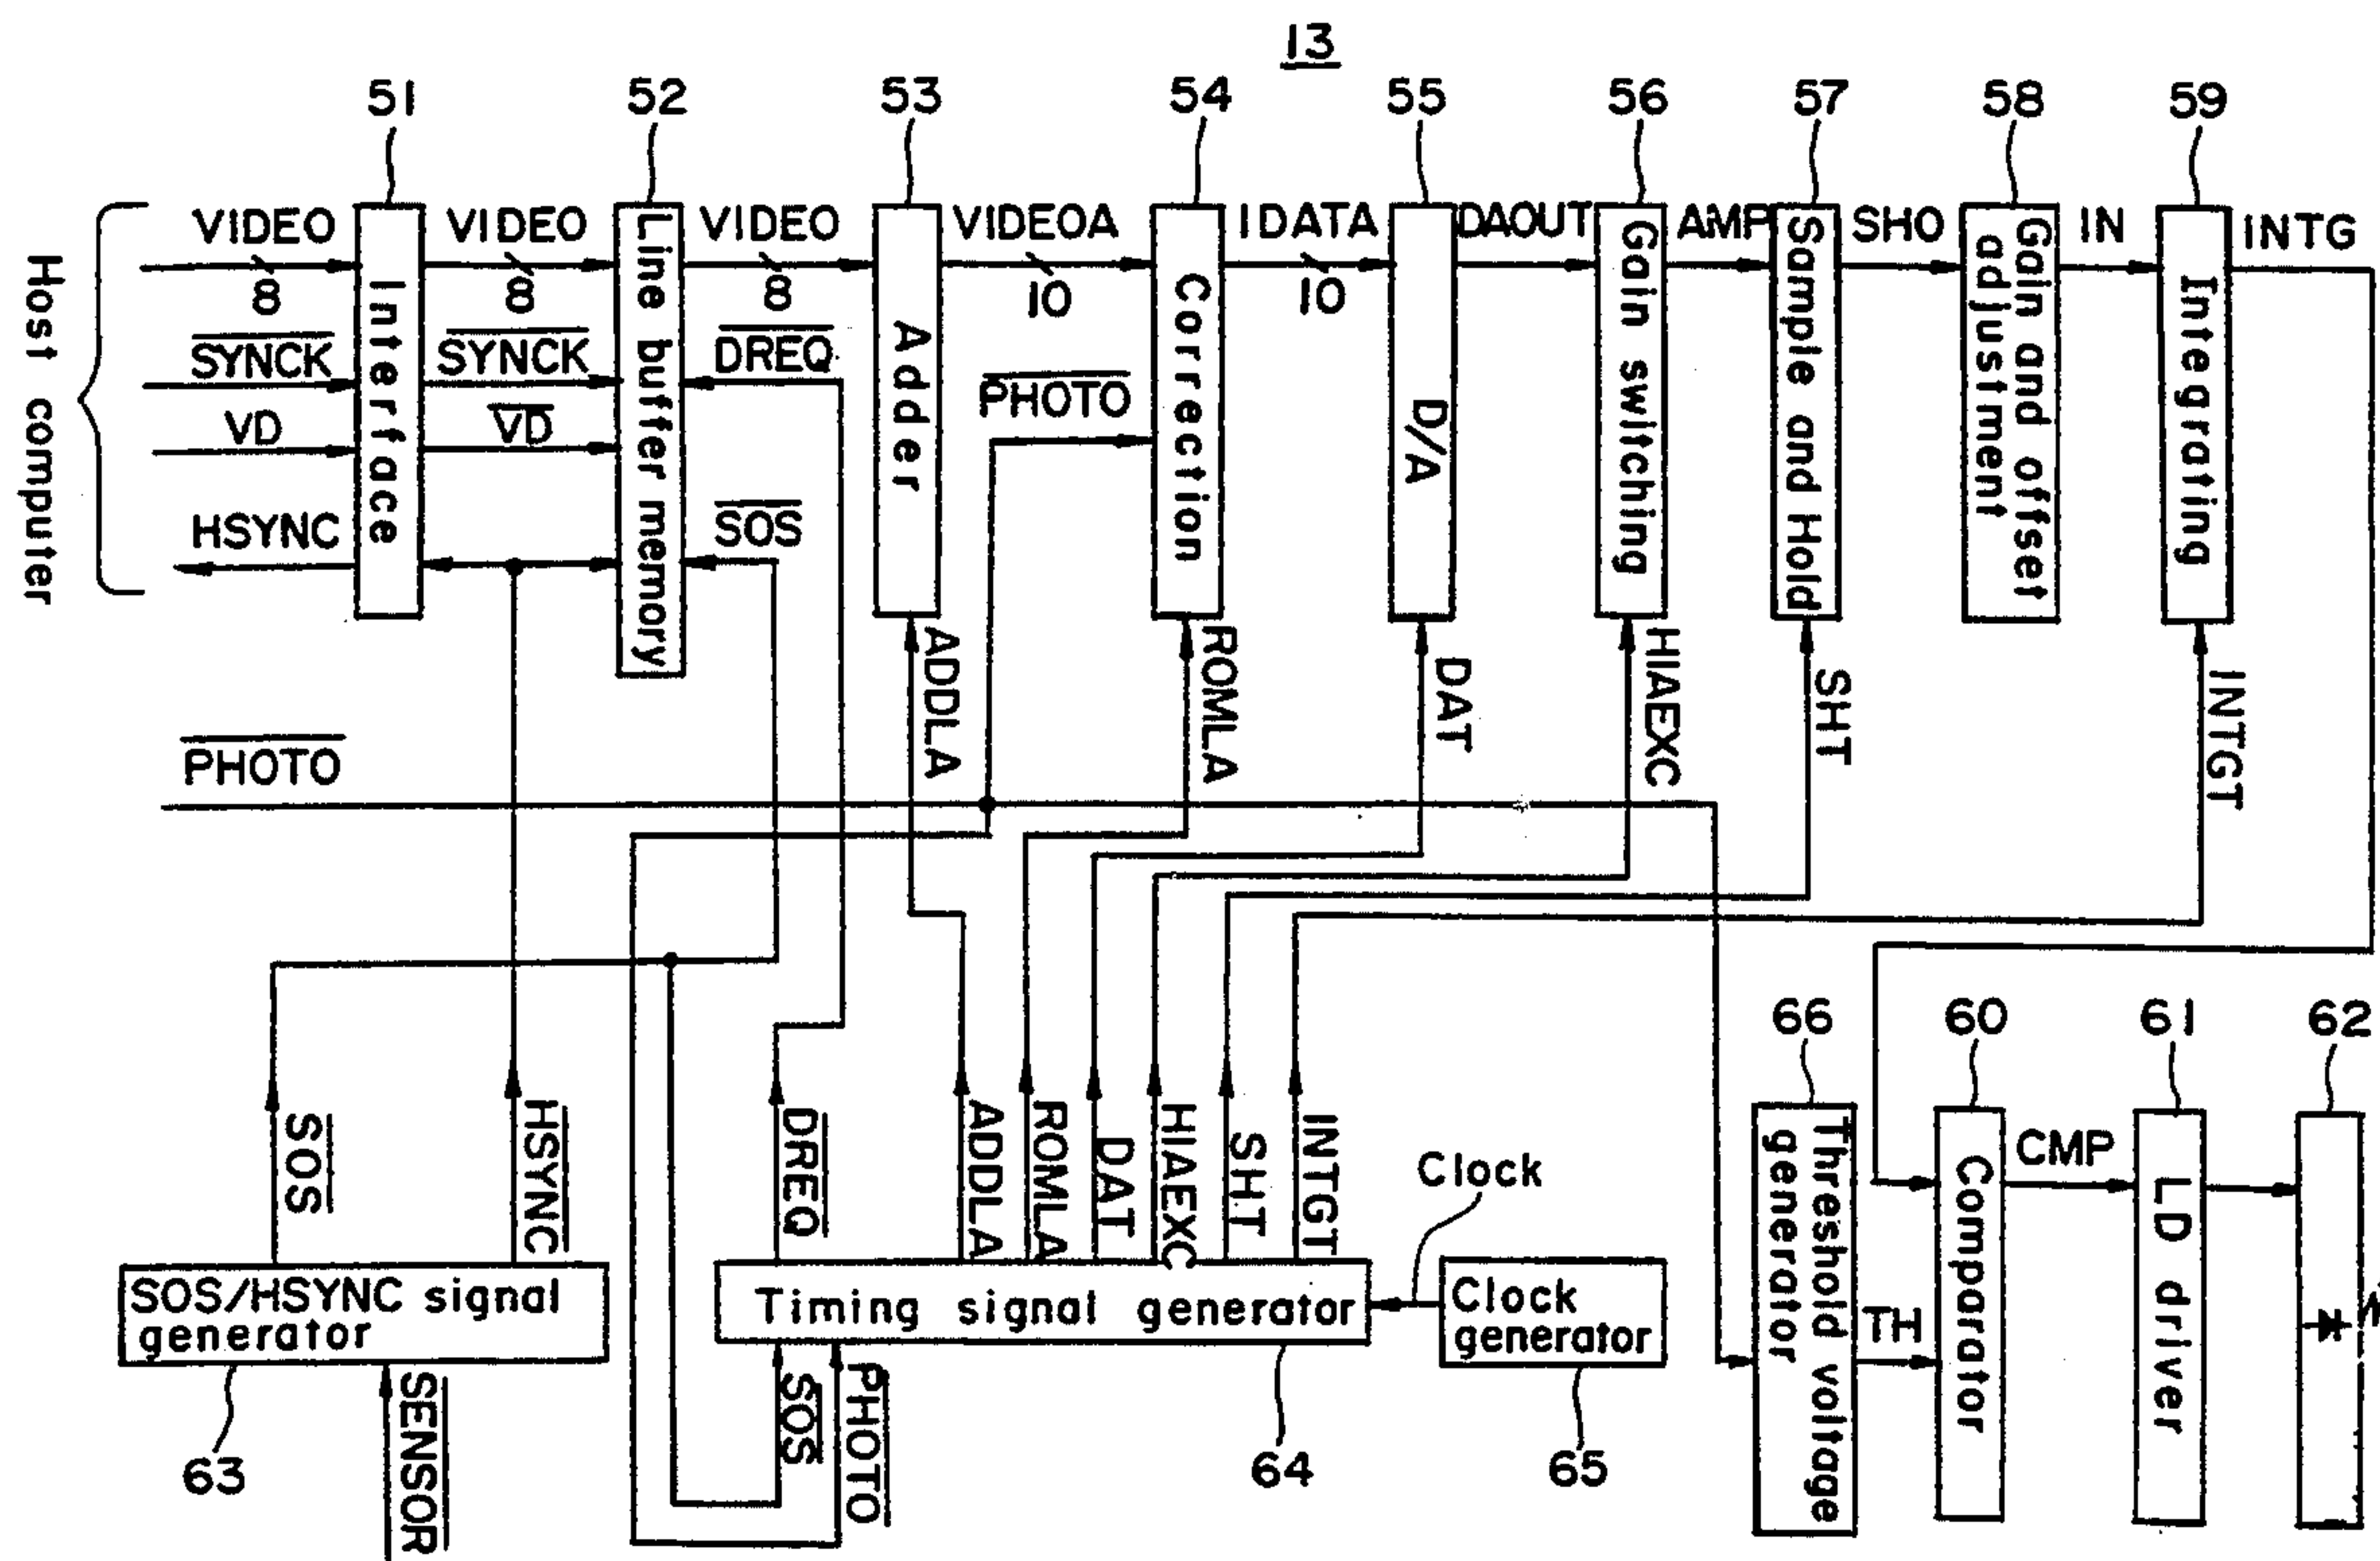 13
51
52
53
54
55
56
57
58
59
VIDEO
VIDEO
VIDEO
VIDEOA
IDATA
DAOUT
AMP
SHO
IN
INTG
8
8
8
10
10
Host computer
SYNCK
SYNCK
DREQ
VD
VD
PHOTO
HSYNC
SOS
Interface
Line buffer memory
Adder
Correction
D/A
Gain switching
Sample and Hold
Gain and offset
adjustment
Integrating
ADDLA
ROMLA
DAT
HIAEXC
SHT
INTGT
PHOTO
66
60
61
62
SOS
HSYNC
DREQ
ADDLA
ROMLA
DAT
HIAEXC
SHT
INTGT
Clock
Threshold voltage
generator
Comparator
CMP
LD driver
TH
SOS/HSYNC signal
generator
Timing signal generator
Clock
generator
63
SENSOR
SOS
PHOTO
64
65